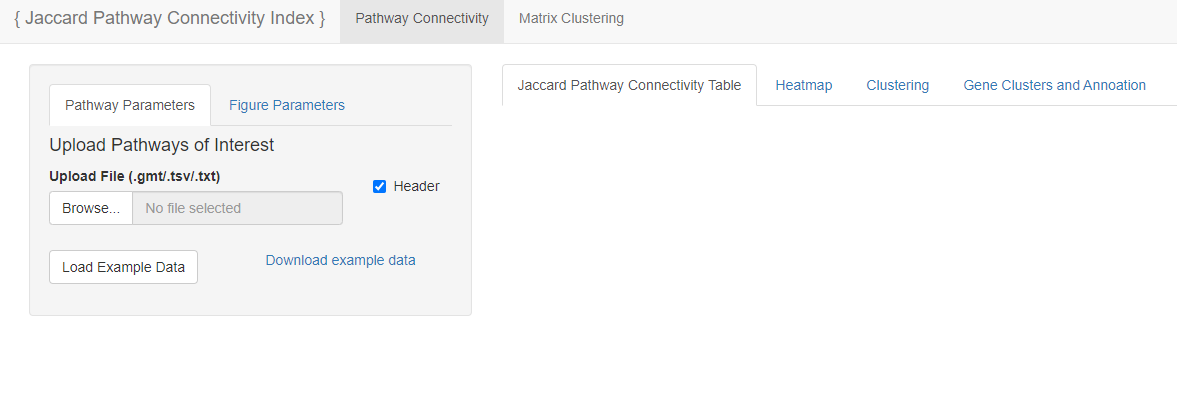 { Jaccard Pathway Connectivity Index } Pathway Connectivity Matrix Clustering
Pathway Parameters Figure Parameters
Upload Pathways of Interest
Upload File (.gmt/.tsv/.txt)
Header
Browse... No file selected
Load Example Data Download example data
Jaccard Pathway Connectivity Table Heatmap Clustering Gene Clusters and Annoation